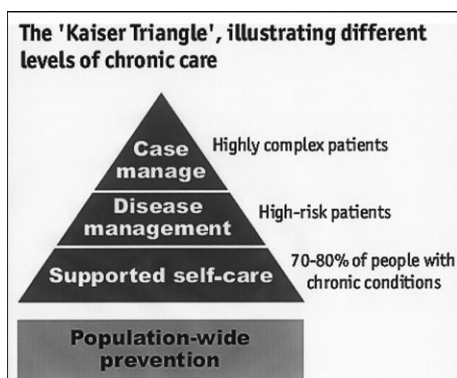 The 'Kaiser Triangle', illustrating different
levels of chronic care
Case
manage
Highly complex patients
Disease
management
High-risk patients
Supported self-care
70-80% of people with
chronic conditions
Population-wide
prevention